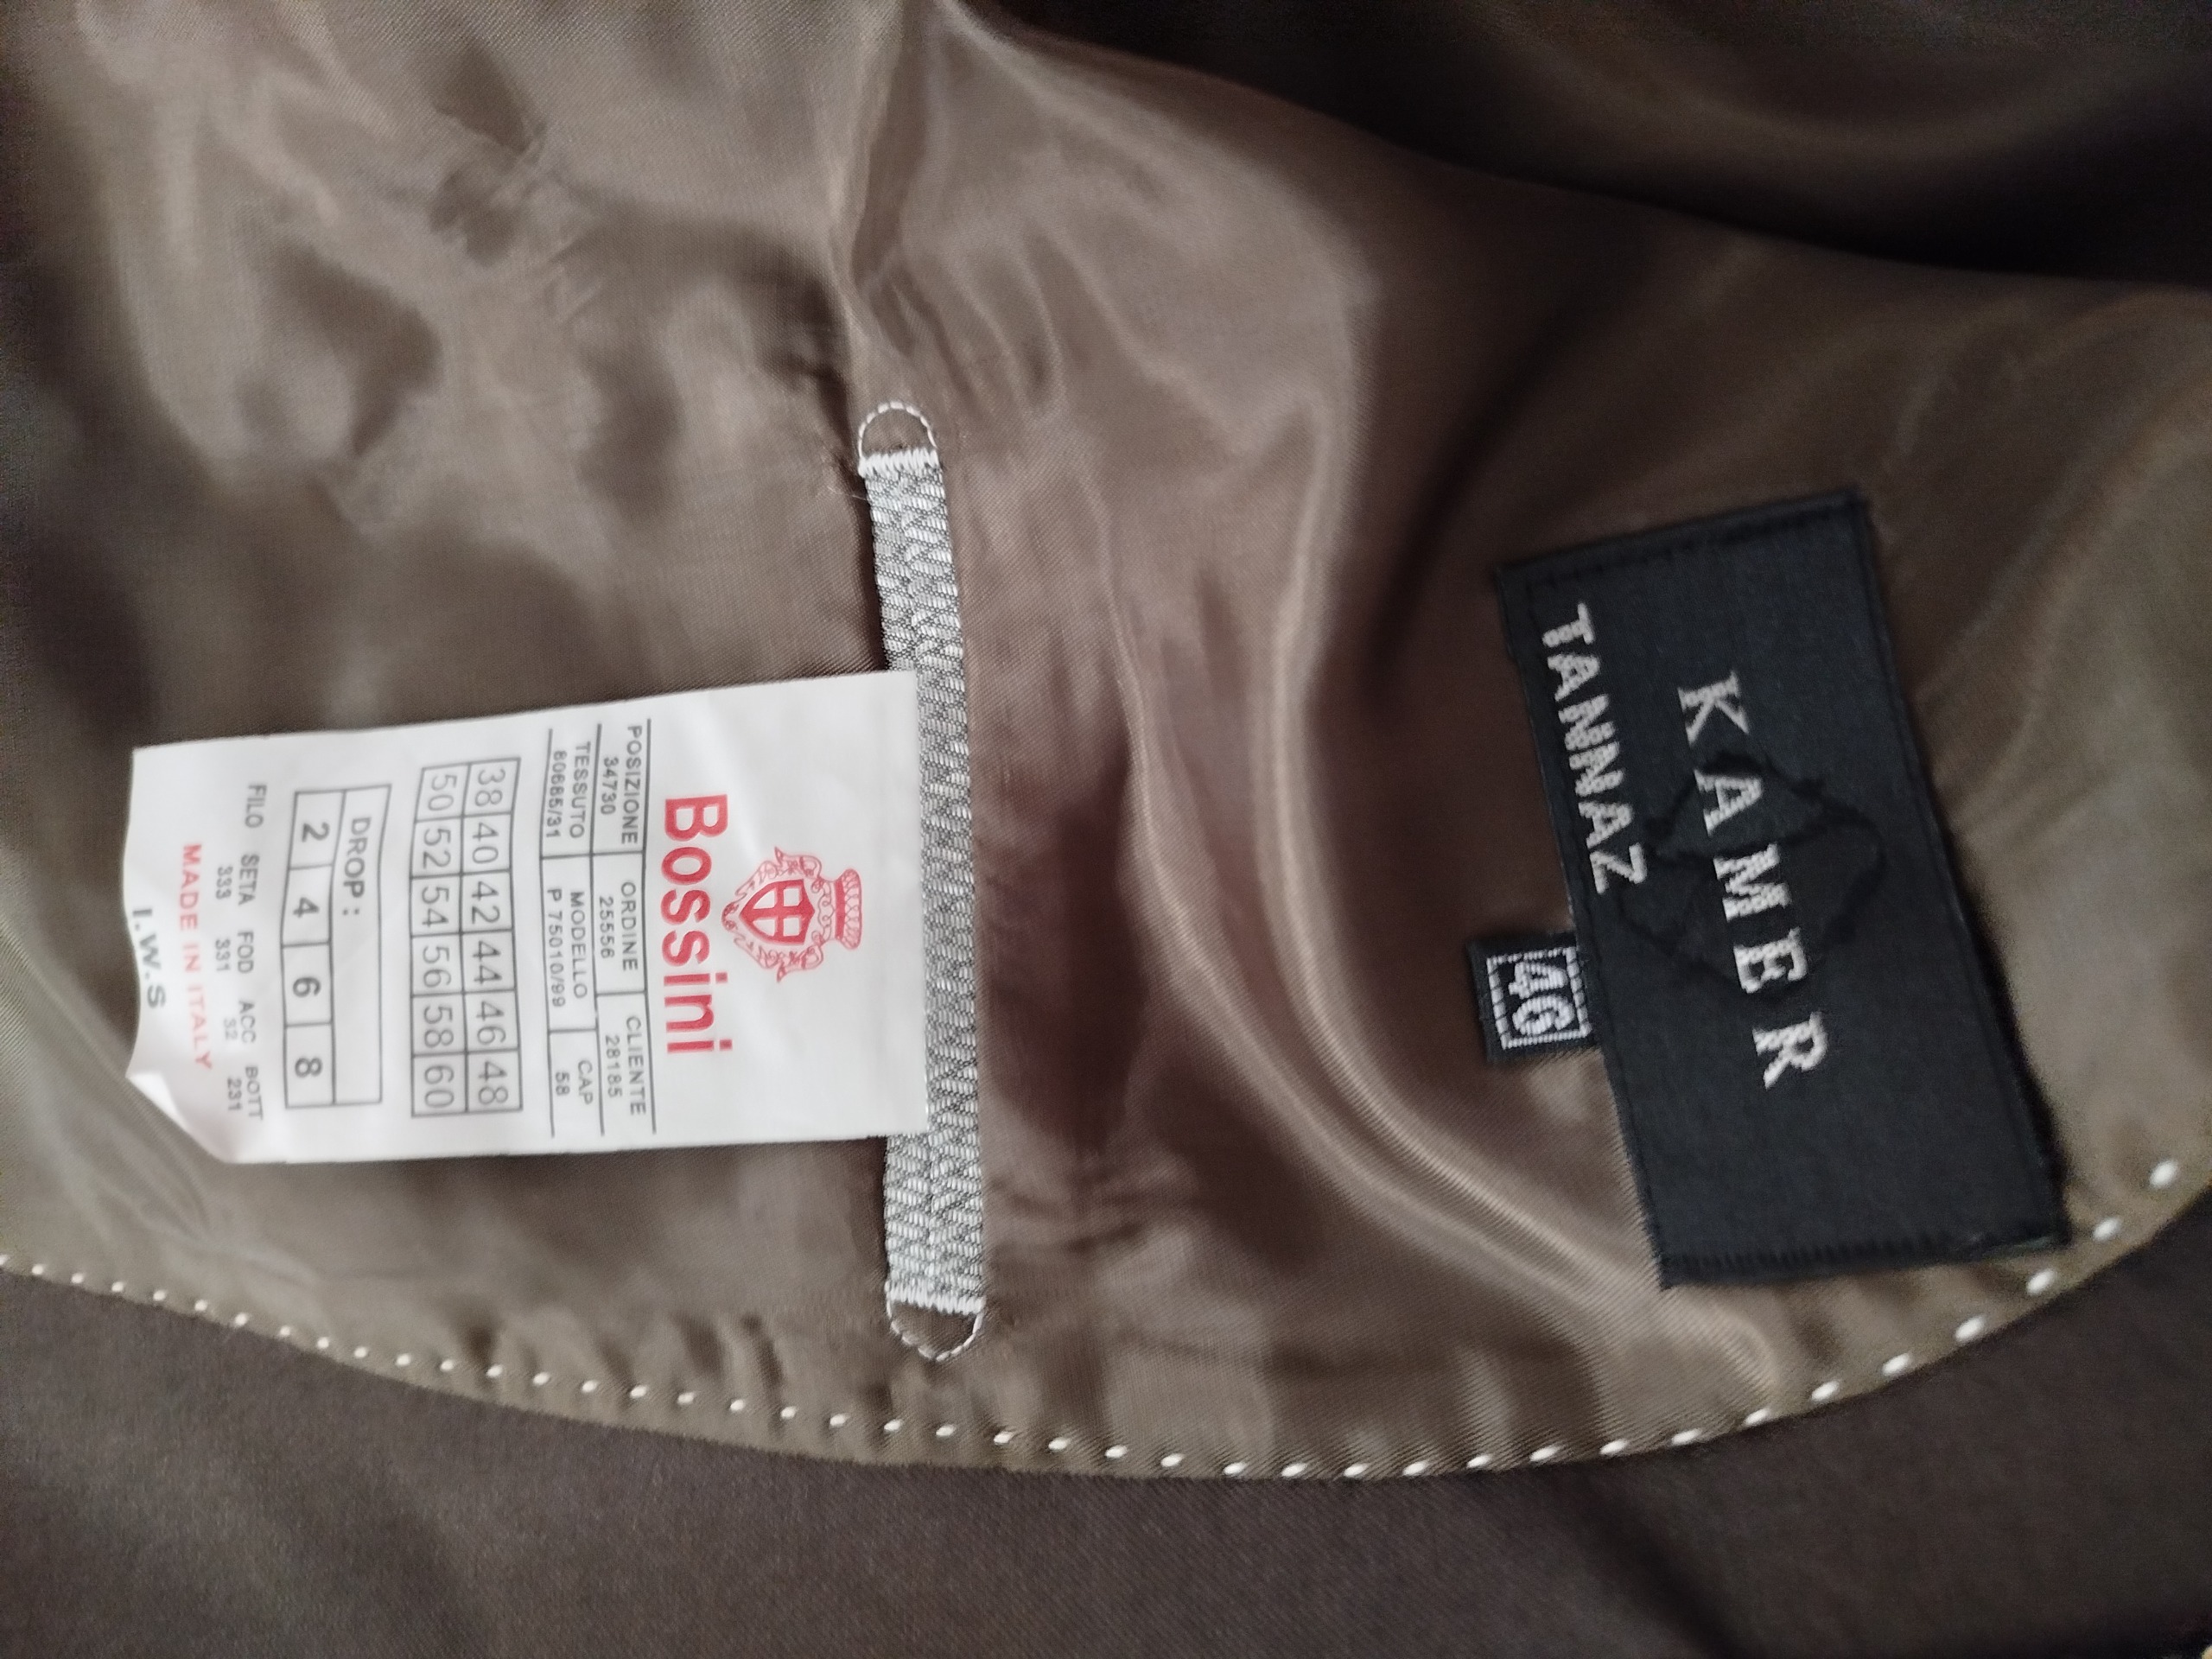 KAMER
TANNAZ
46
Bossini
POSIZIONE ORDINE CLIENTE
34730 25556 28185
TESSUTO MODELLO CAP
60685/31 P 75010/99 58
38 40 42 44 46 48
50 52 54 56 58 60
DROP:
2 4 6 8
FILO SETA FOD ACC BOTT
333 331 32 231
MADE IN ITALY
I.W.S